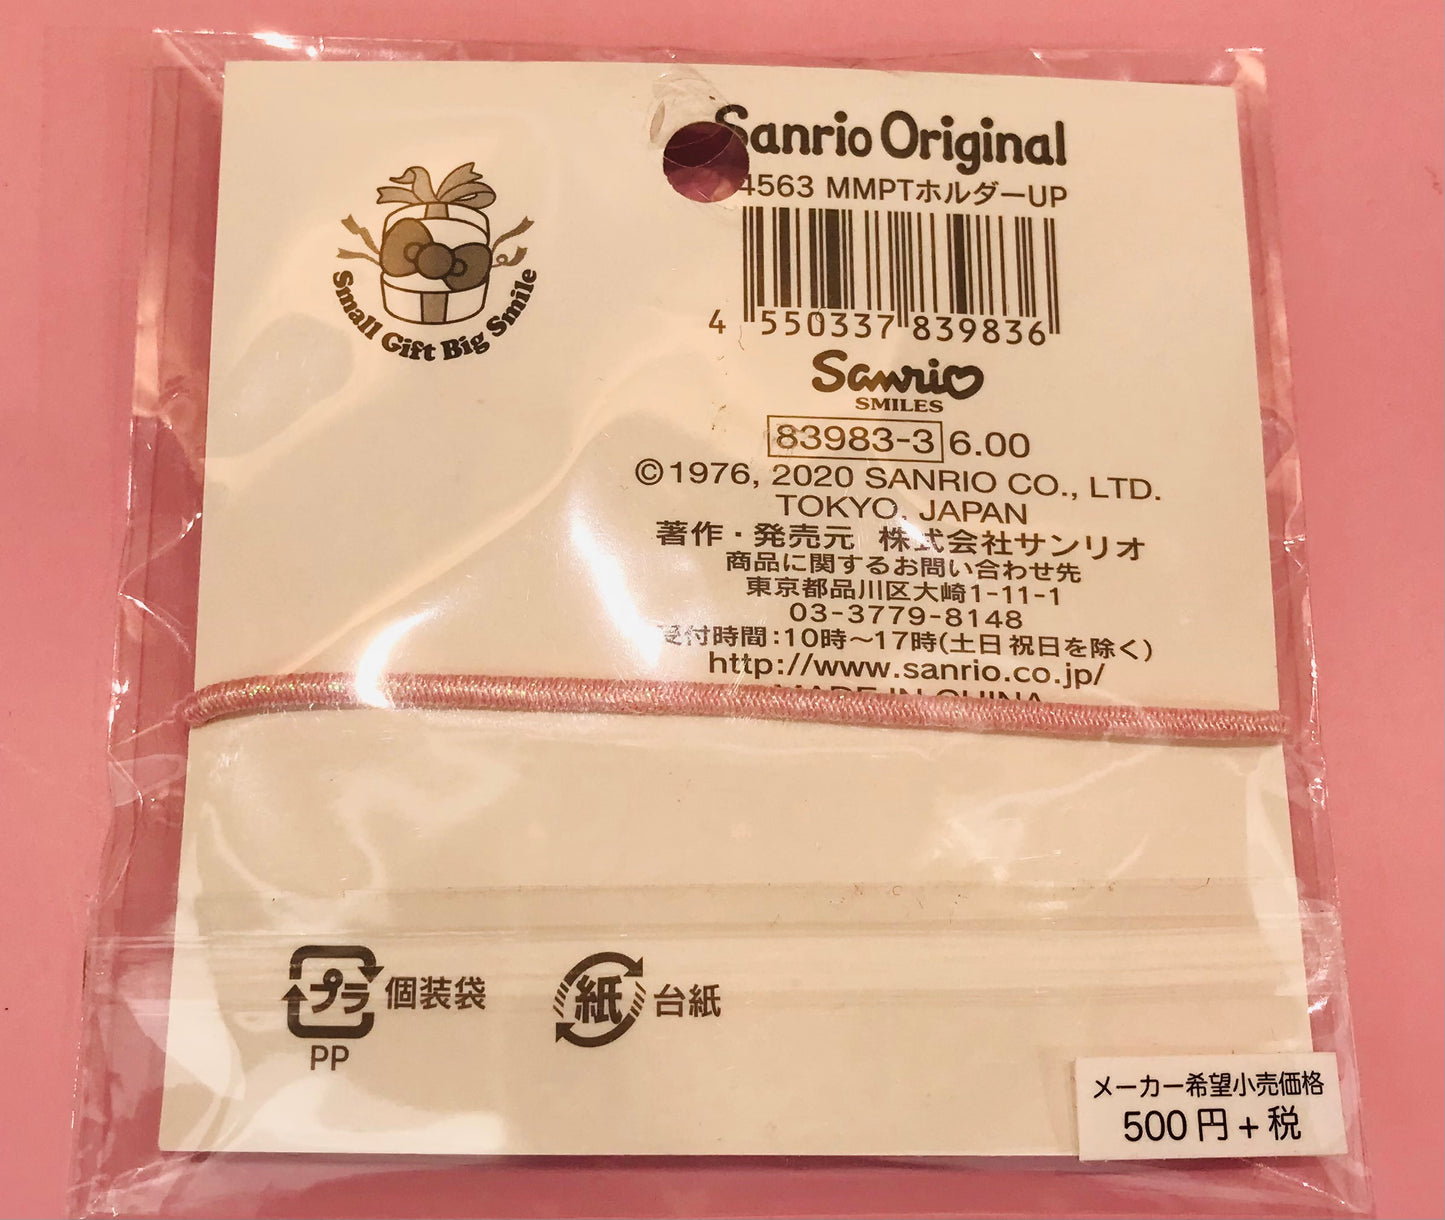 Small Gift Big Smile
Sanrio Original
4563 MMPTホルダーUP
4 550337 839836
Sanrio
SMILES
83983-3 6.00
©1976, 2020 SANRIO CO., LTD.
TOKYO, JAPAN
著作・発売元 株式会社サンリオ
商品に関するお問い合わせ先
東京都品川区大崎1-11-1
03-3779-8148
受付時間:10時〜17時(土日祝日を除く)
http://www.sanrio.co.jp/
MADE IN CHINA
プラ 個装袋
PP
紙 台紙
メーカー希望小売価格
500円+税